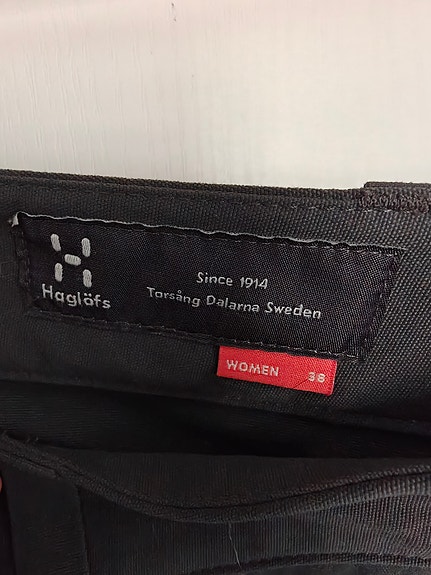 Haglöfs
Since 1914
Torsång Dalarna Sweden
WOMEN 38